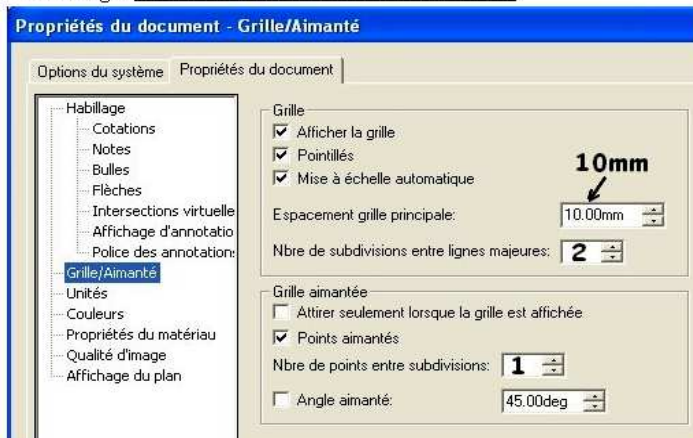 Propriétés du document - Grille/Aimanté
Options du système
Propriétés du document
Habillage
Cotations
Notes
Bulles
Flèches
Intersections virtuelle
Affichage d'annotatio
Police des annotation
Grille/Aimanté
Unités
Couleurs
Propriétés du matériau
Qualité d'image
Affichage du plan
Grille
Afficher la grille
Pointillés
Mise à échelle automatique
10mm
Espacement grille principale: 10.00mm
Nbre de subdivisions entre lignes majeures: 2
Grille aimantée
Attirer seulement lorsque la grille est affichée
Points aimantés
Nbre de points entre subdivisions: 1
Angle aimanté: 45.00deg